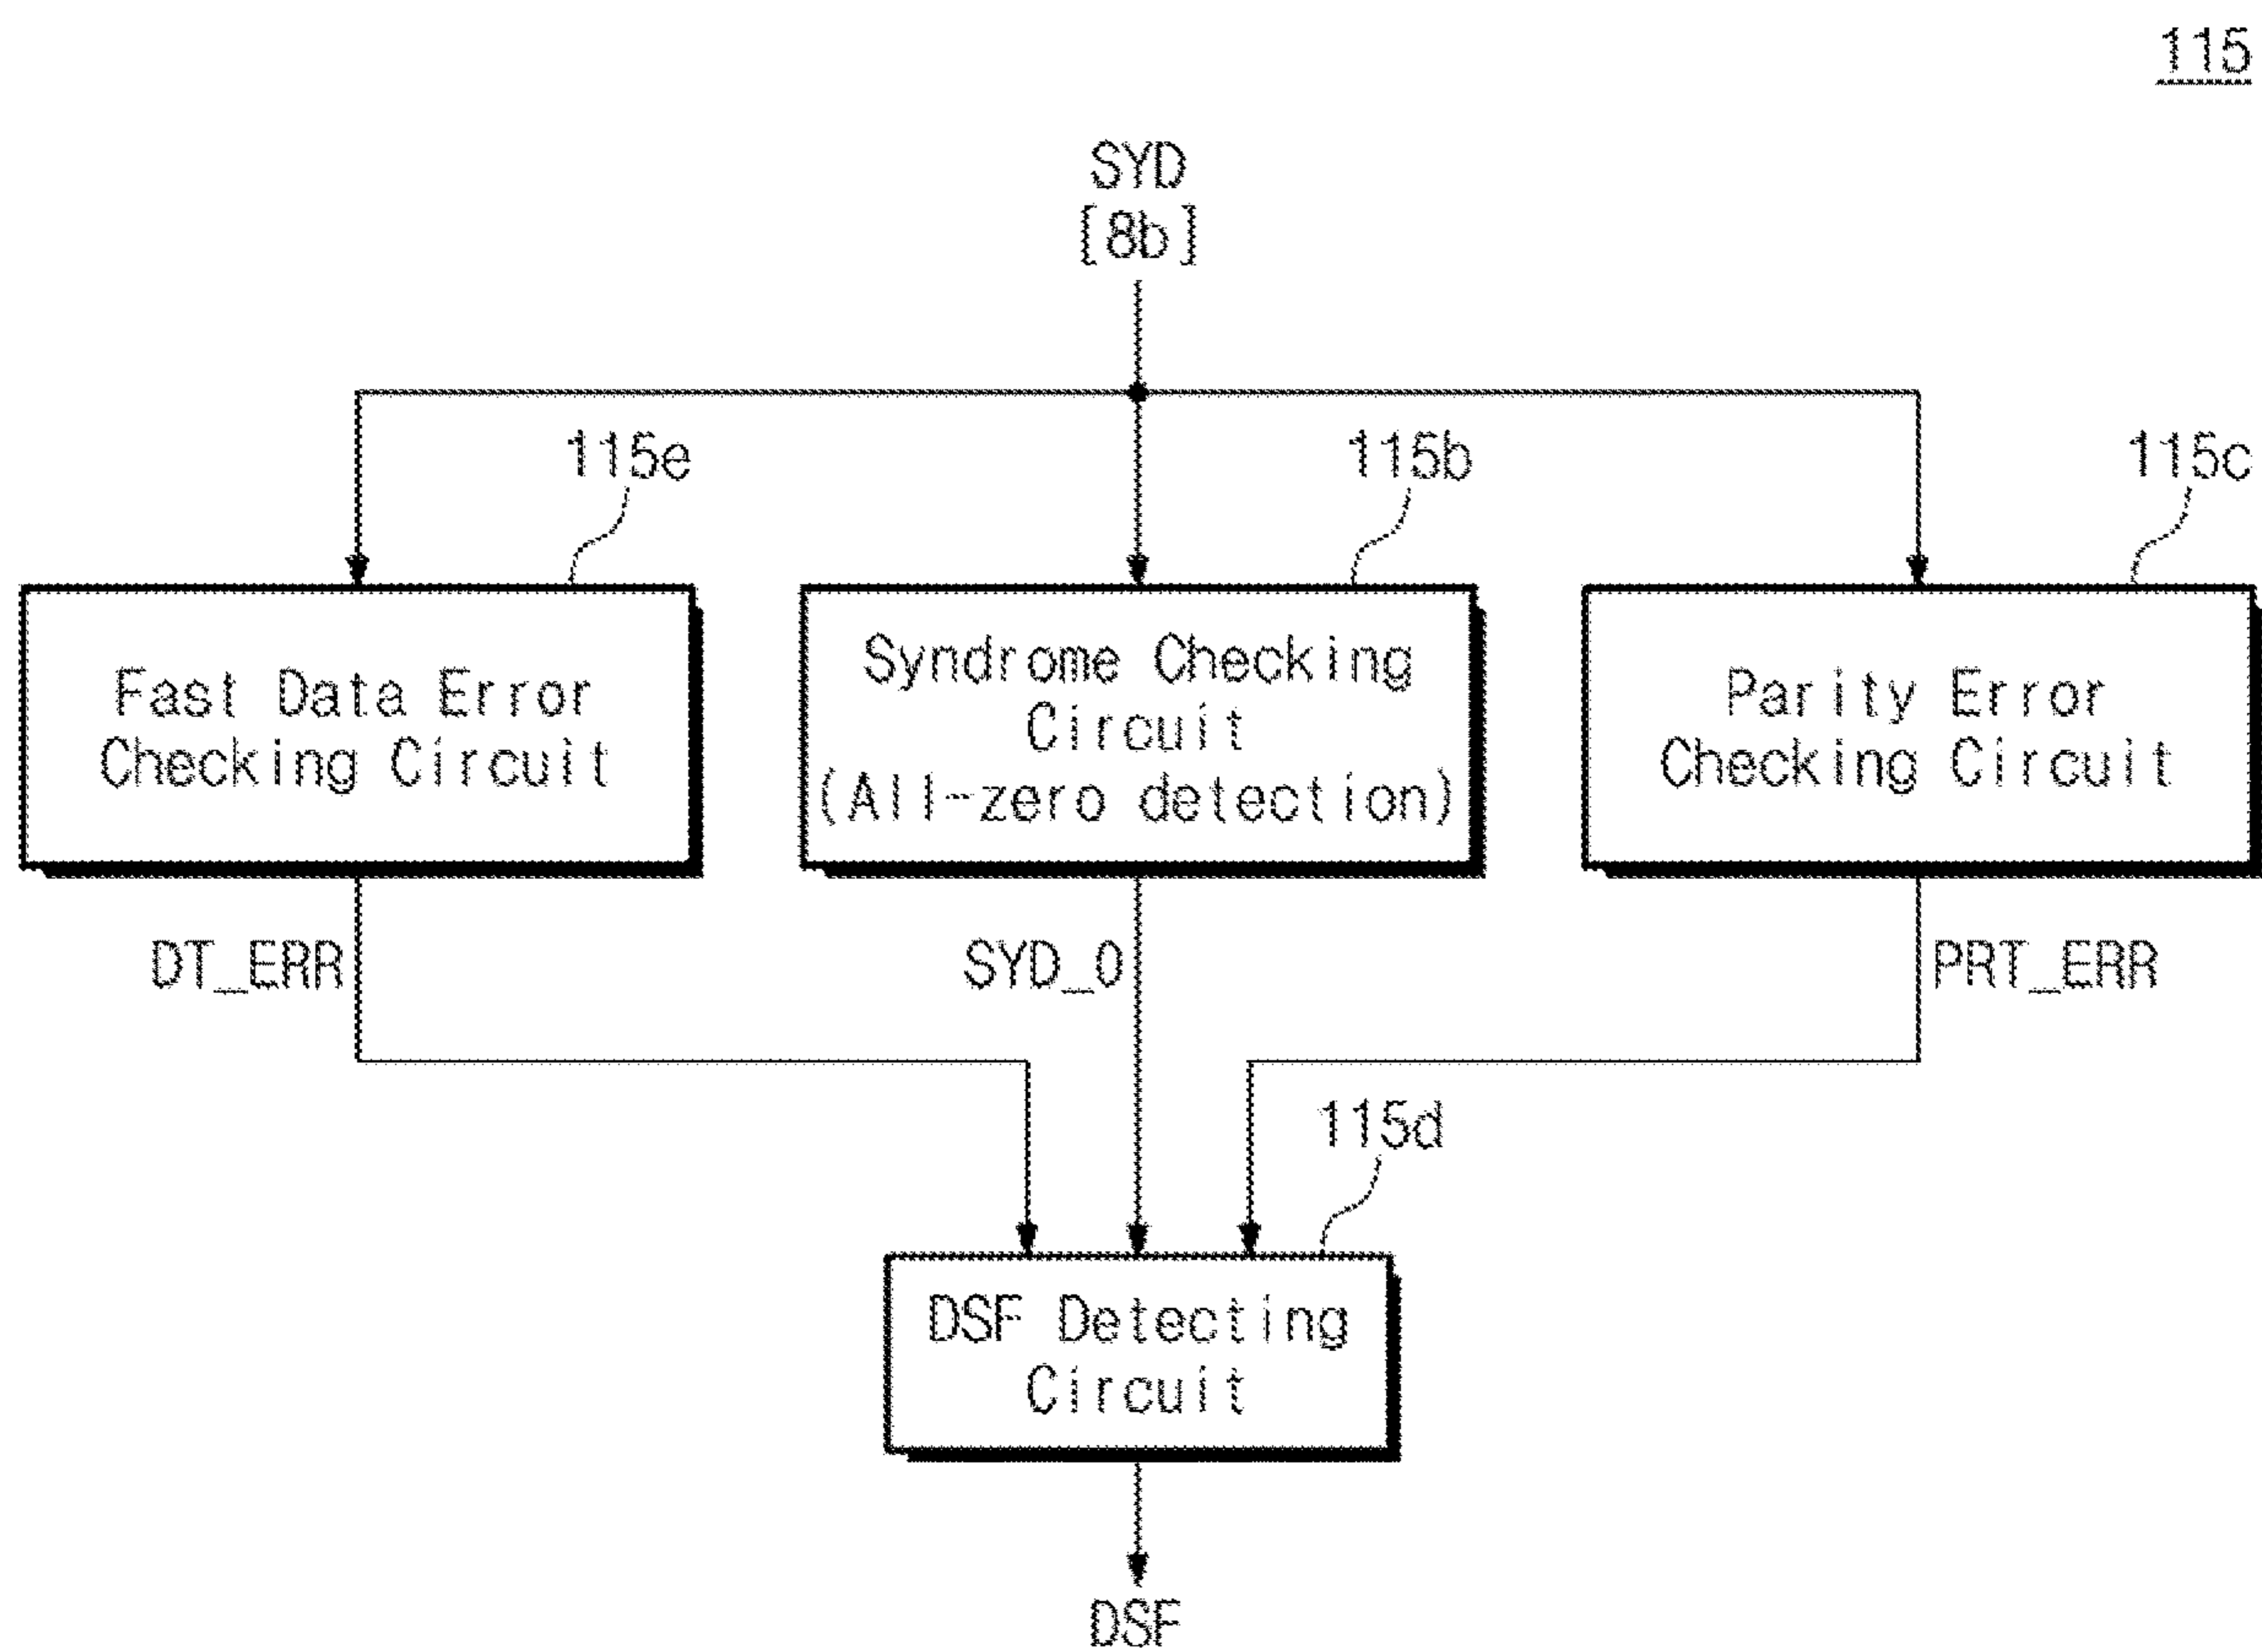 115
SYD
[8b]
115e
115b
115c
Fast Data Error
Checking Circuit
Syndrome Checking
Circuit
(All-zero detection)
Parity Error
Checking Circuit
DT_ERR
SYD_0
PRT_ERR
115d
DSF Detecting
Circuit
DSF